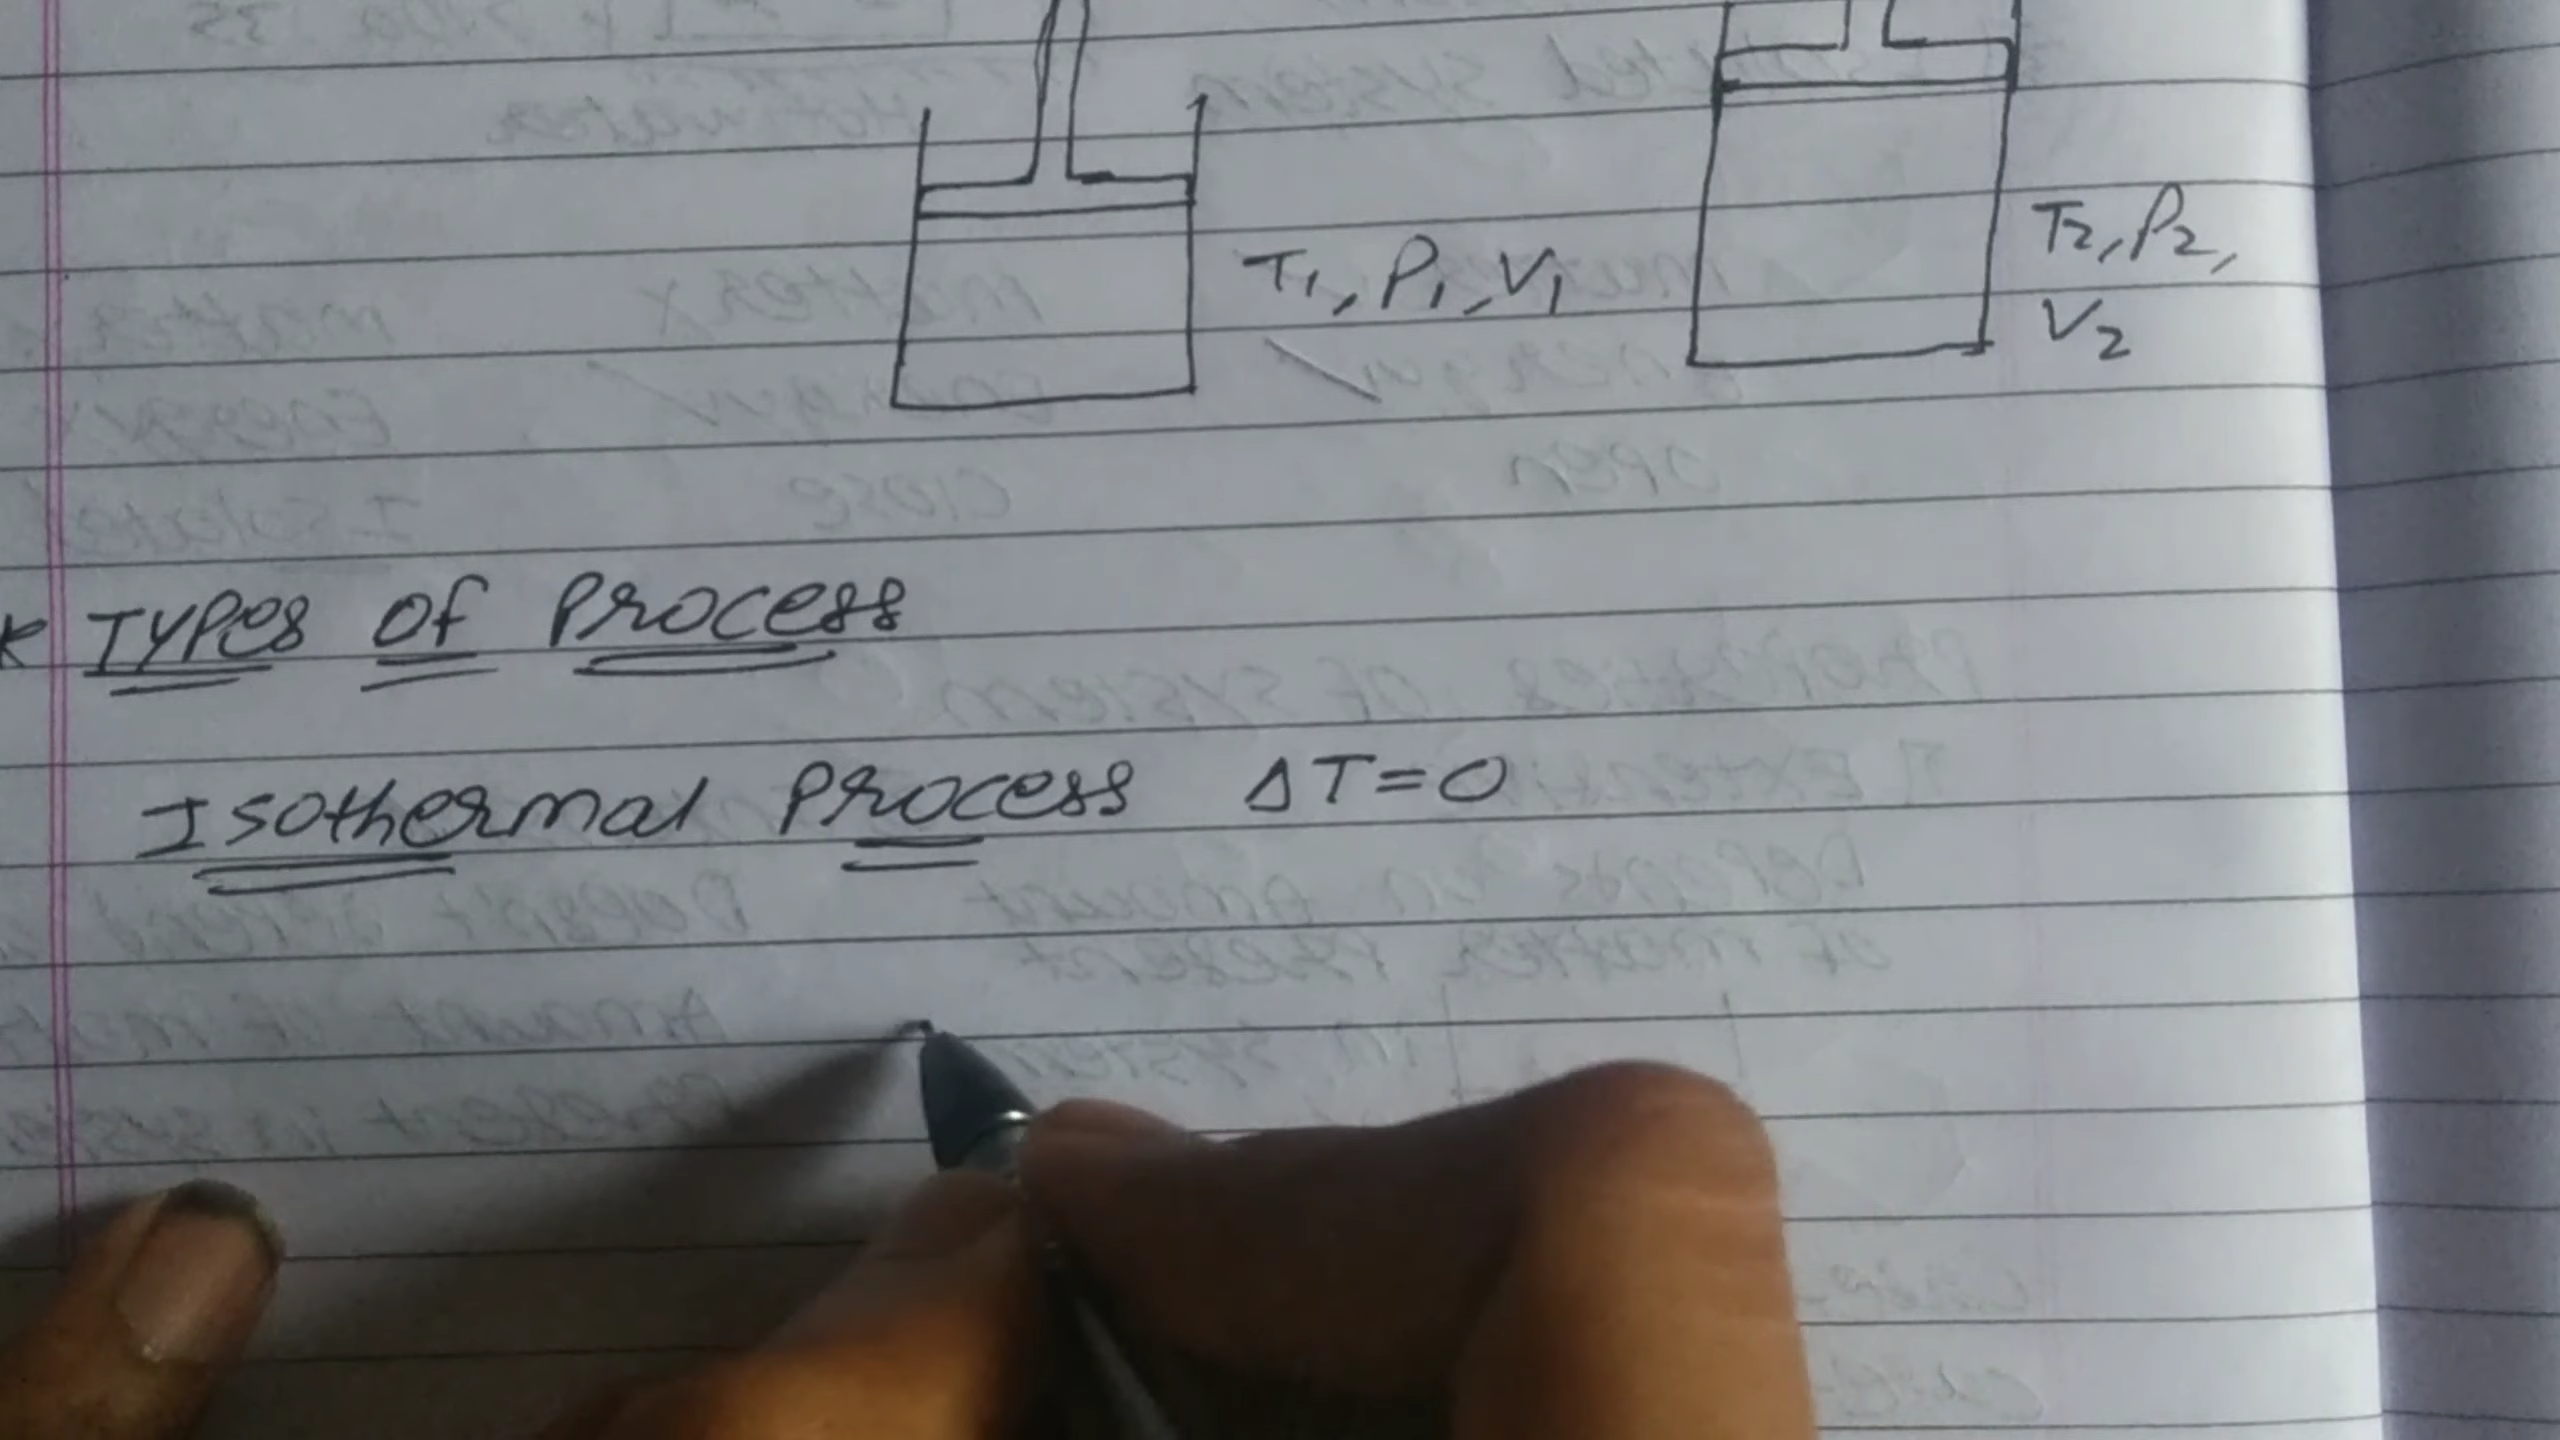 T1, P1, V1
T2, P2,
V2
* Types of Process
Isothermal Process ΔT=0